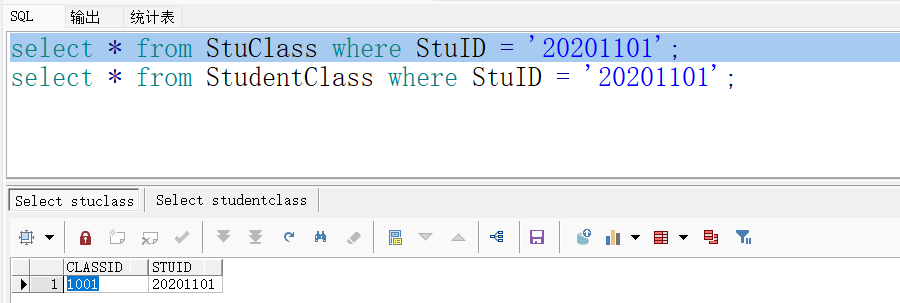 SQL 输出 统计表
select * from StuClass where StuID = '20201101';
select * from StudentClass where StuID = '20201101';
Select stuclass Select studentclass
CLASSID STUID
1 1001 20201101